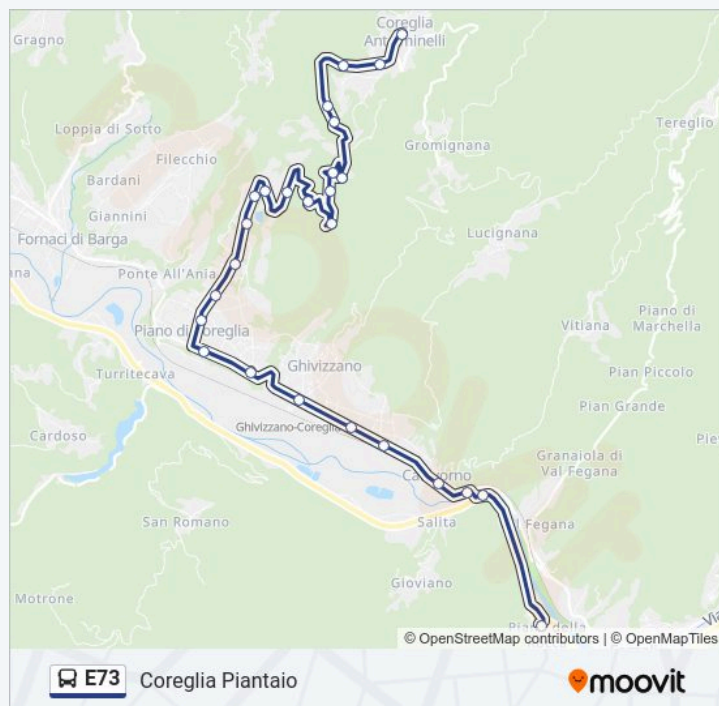 Coreglia
Antelminelli
Gragno
Tereglio
Loppia di Sotto
Gromignana
Filecchio
Bardani
Giannini
Lucignana
Fornaci di Barga
Ponte All'Ania
Piano di
Marchella
Vitiana
Piano di Coreglia
Ghivizzano
Pian Piccolo
Turritecava
Pian Grande
Ghivizzano-Coreglia
Cardoso
Granaiola di
Val Fegana
San Romano
Salita
l Fegana
Gioviano
Motrone
Via
© OpenStreetMap contributors | © OpenMapTiles
E73 Coreglia Piantaio
moovit